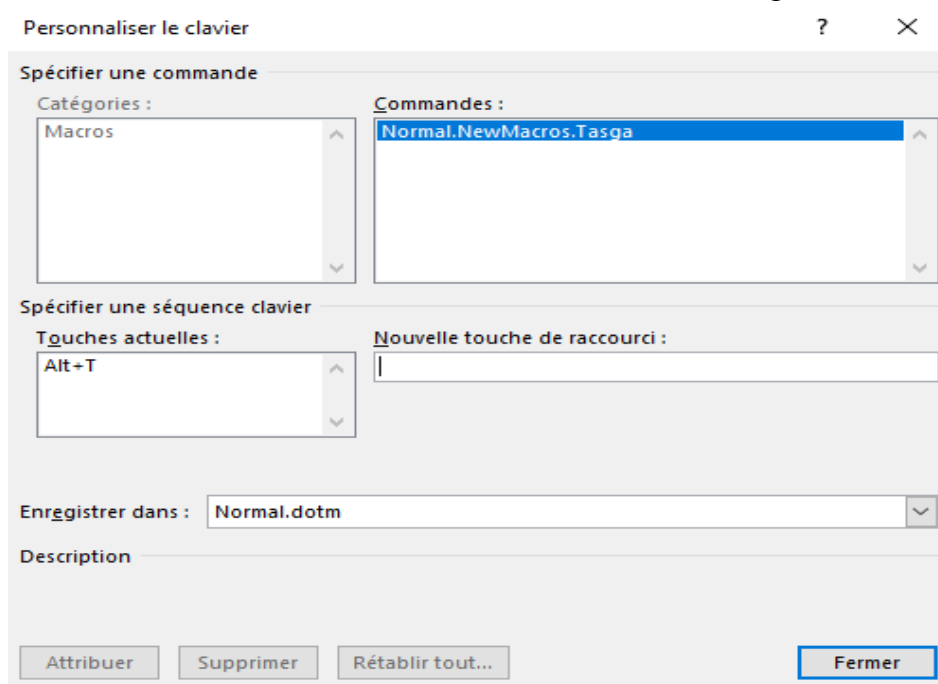 Personnaliser le clavier ? ×
Spécifier une commande
Catégories : Commandes :
Macros Normal.NewMacros.Tasga
Spécifier une séquence clavier
Touches actuelles : Nouvelle touche de raccourci :
Alt+T
Enregistrer dans : Normal.dotm
Description
Attribuer Supprimer Rétablir tout... Fermer